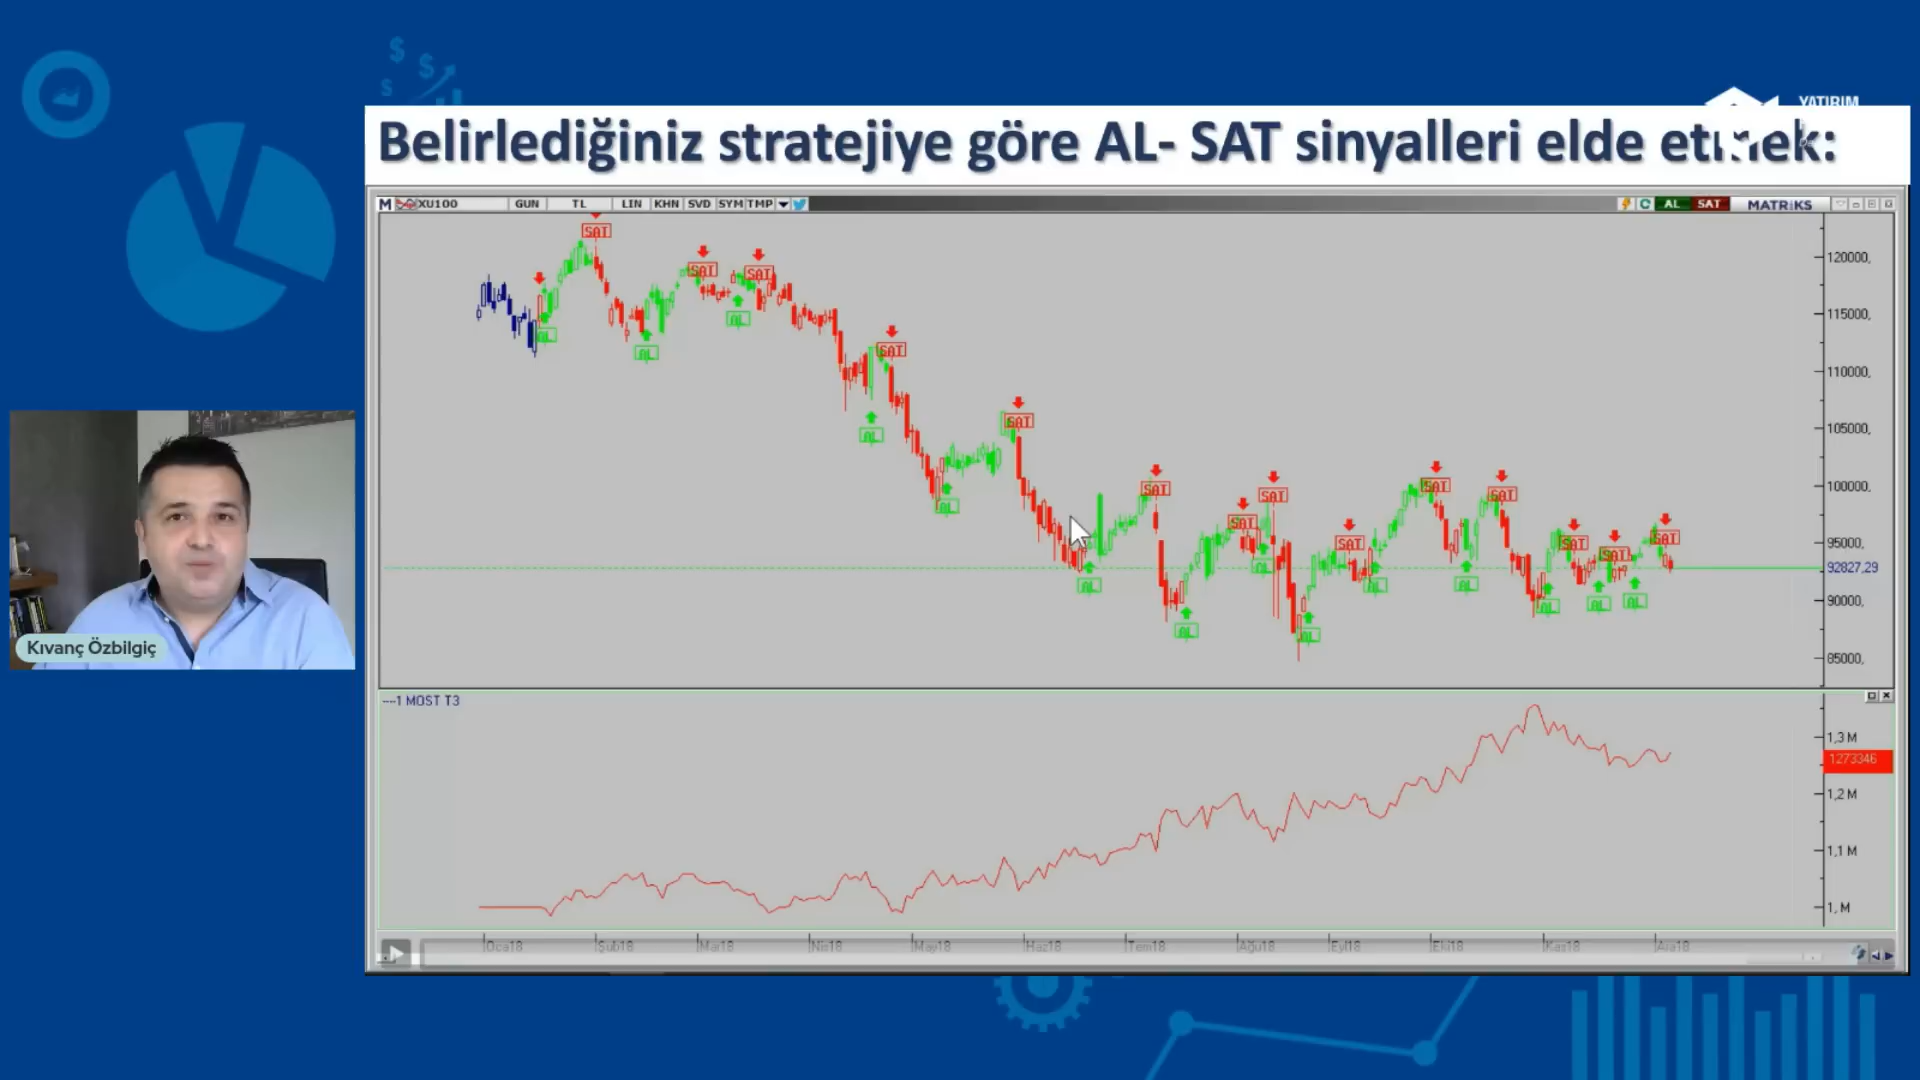 YATIRIM
Belirlediğiniz stratejiye göre AL- SAT sinyalleri elde etmek:
M XU100 GUN TL LIN KHN SVD SYM TMP AL SAT MATRiKS
SAT
120000,
SAT SAT
AL
115000,
AL
AL
SAT
110000,
AL
SAT
105000,
SAT SAT SAT SAT
100000,
AL
SAT SAT SAT SAT SAT
95000,
92827,29
AL AL AL AL
90000,
AL AL AL
AL AL
85000,
1 MOST T3
1,3 M
1273346
1,2 M
1,1 M
1, M
Oca18 Şub18 Mar18 Nis18 May18 Haz18 Tem18 Ağu18 Eyl18 Eki18 Kas18 Ara18
Kıvanç Özbilgiç